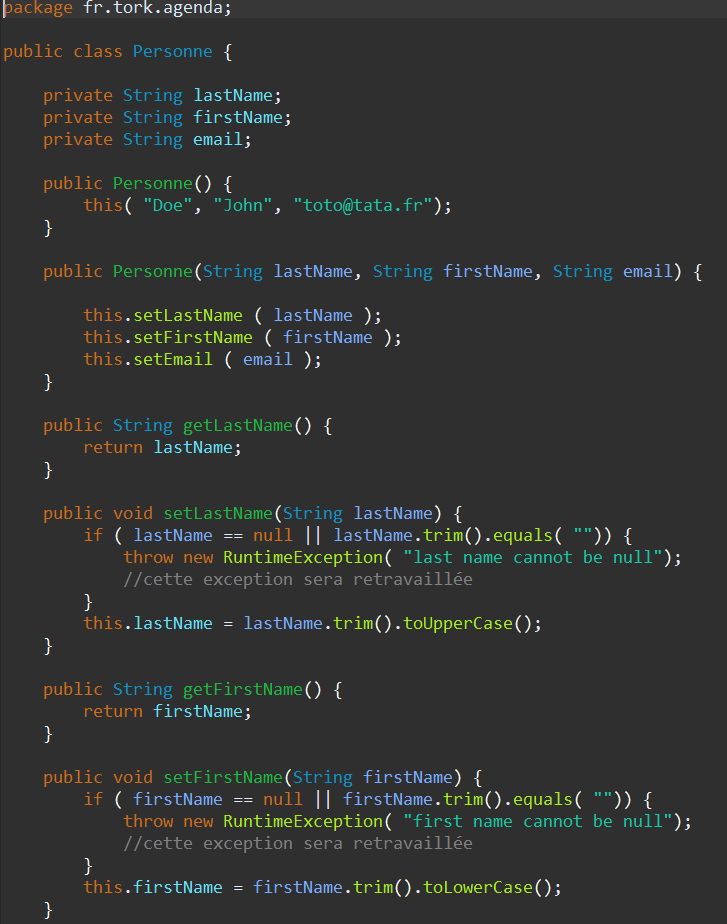 package fr.tork.agenda;
public class Personne {
private String lastName;
private String firstName;
private String email;
public Personne() {
this( "Doe", "John", "toto@tata.fr");
}
public Personne(String lastName, String firstName, String email) {
this.setLastName ( lastName );
this.setFirstName ( firstName );
this.setEmail ( email );
}
public String getLastName() {
return lastName;
}
public void setLastName(String lastName) {
if ( lastName == null || lastName.trim().equals( "")) {
throw new RuntimeException( "last name cannot be null");
//cette exception sera retravaillée
}
this.lastName = lastName.trim().toUpperCase();
}
public String getFirstName() {
return firstName;
}
public void setFirstName(String firstName) {
if ( firstName == null || firstName.trim().equals( "")) {
throw new RuntimeException( "first name cannot be null");
//cette exception sera retravaillée
}
this.firstName = firstName.trim().toLowerCase();
}